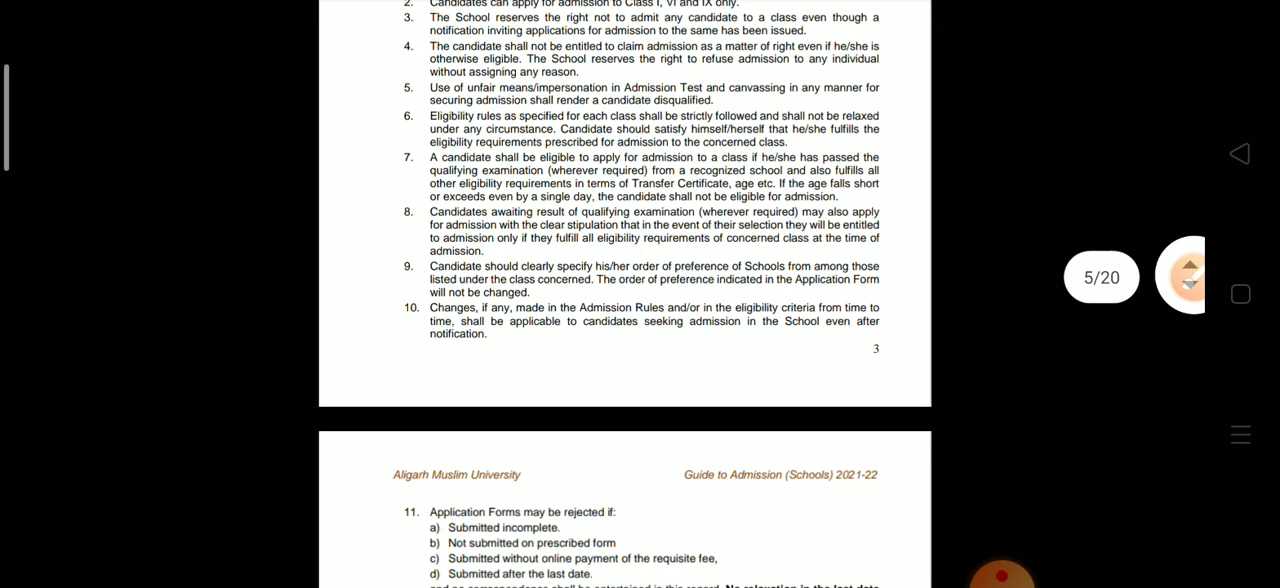 2. Candidates can apply for admission to Class I, VI and IX only.
3. The School reserves the right not to admit any candidate to a class even though a
notification inviting applications for admission to the same has been issued.
4. The candidate shall not be entitled to claim admission as a matter of right even if he/she is
otherwise eligible. The School reserves the right to refuse admission to any individual
without assigning any reason.
5. Use of unfair means/impersonation in Admission Test and canvassing in any manner for
securing admission shall render a candidate disqualified.
6. Eligibility rules as specified for each class shall be strictly followed and shall not be relaxed
under any circumstance. Candidate should satisfy himself/herself that he/she fulfills the
eligibility requirements prescribed for admission to the concerned class.
7. A candidate shall be eligible to apply for admission to a class if he/she has passed the
qualifying examination (wherever required) from a recognized school and also fulfills all
other eligibility requirements in terms of Transfer Certificate, age etc. If the age falls short
or exceeds even by a single day, the candidate shall not be eligible for admission.
8. Candidates awaiting result of qualifying examination (wherever required) may also apply
for admission with the clear stipulation that in the event of their selection they will be entitled
to admission only if they fulfill all eligibility requirements of concerned class at the time of
admission.
9. Candidate should clearly specify his/her order of preference of Schools from among those
listed under the class concerned. The order of preference indicated in the Application Form
will not be changed.
10. Changes, if any, made in the Admission Rules and/or in the eligibility criteria from time to
time, shall be applicable to candidates seeking admission in the School even after
notification.
3
5/20
Aligarh Muslim University Guide to Admission (Schools) 2021-22
11. Application Forms may be rejected if:
a) Submitted incomplete.
b) Not submitted on prescribed form
c) Submitted without online payment of the requisite fee,
d) Submitted after the last date.
and no correspondence shall be entertained in this regard. No relaxation in the last date